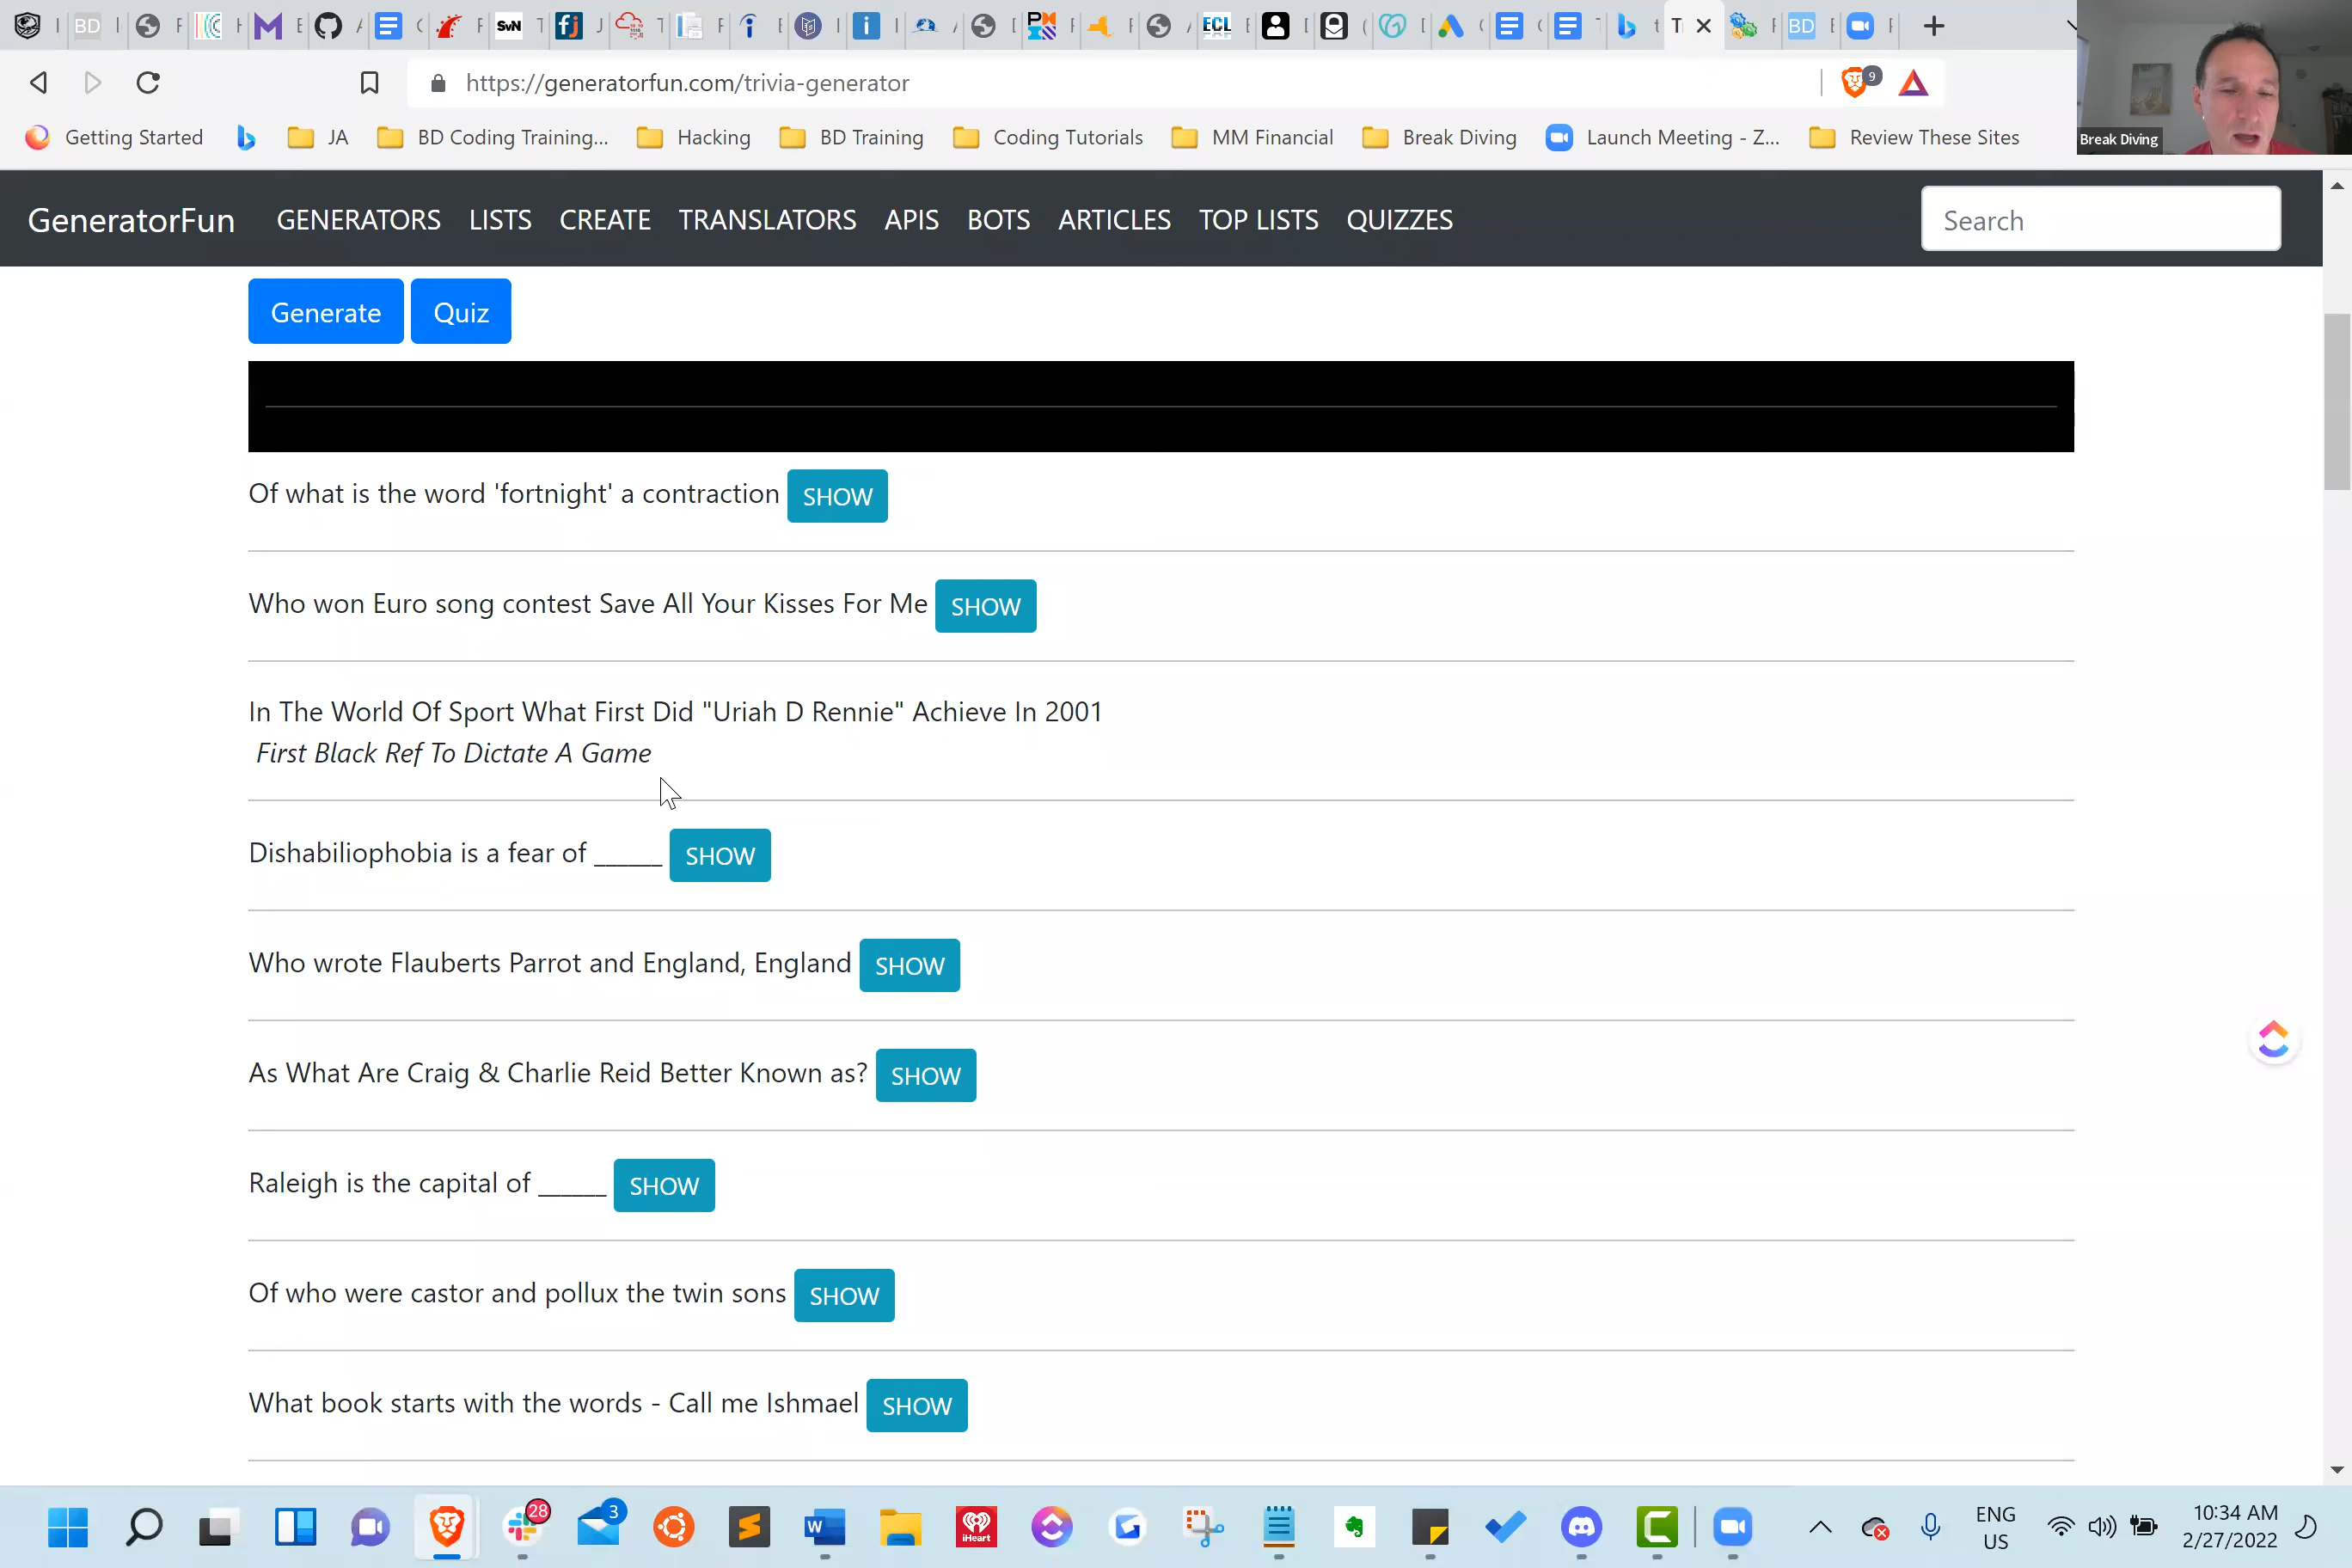 https://generatorfun.com/trivia-generator
9
Getting Started
JA
BD Coding Training...
Hacking
BD Training
Coding Tutorials
MM Financial
Break Diving
Launch Meeting - Z...
Review These Sites
Break Diving
GeneratorFun
GENERATORS
LISTS
CREATE
TRANSLATORS
APIS
BOTS
ARTICLES
TOP LISTS
QUIZZES
Search
Generate
Quiz
Of what is the word 'fortnight' a contraction SHOW
Who won Euro song contest Save All Your Kisses For Me SHOW
In The World Of Sport What First Did "Uriah D Rennie" Achieve In 2001
First Black Ref To Dictate A Game
Dishabiliophobia is a fear of ______ SHOW
Who wrote Flauberts Parrot and England, England SHOW
As What Are Craig & Charlie Reid Better Known as? SHOW
Raleigh is the capital of ______ SHOW
Of who were castor and pollux the twin sons SHOW
What book starts with the words - Call me Ishmael SHOW
28
3
iHeart
ENG
US
10:34 AM
2/27/2022